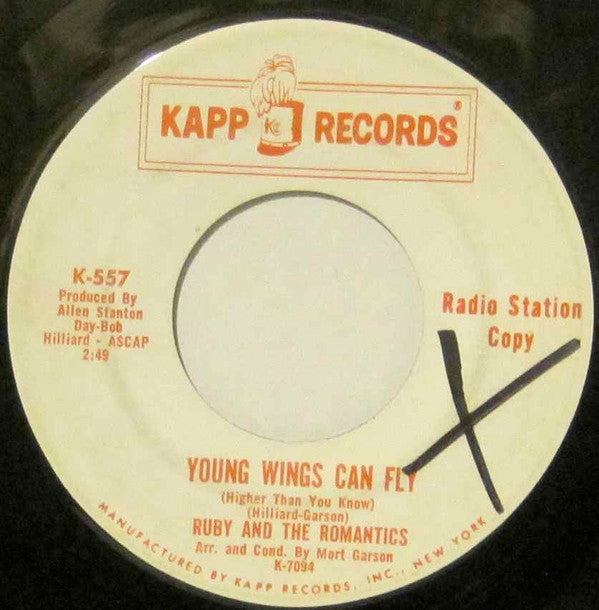 KAPP K RECORDS®
K-557
Produced By
Allen Stanton
Day-Bob
Hilliard - ASCAP
2:49
Radio Station
Copy
YOUNG WINGS CAN FLY
(Higher Than You Know)
(Hilliard-Garson)
RUBY AND THE ROMANTICS
Arr. and Cond. By Mort Garson
K-7094
MANUFACTURED BY KAPP RECORDS, INC., NEW YORK